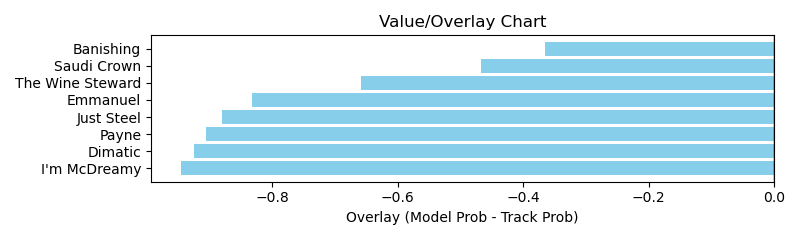 Value/Overlay Chart
Banishing
Saudi Crown
The Wine Steward
Emmanuel
Just Steel
Payne
Dimatic
I'm McDreamy
−0.8 −0.6 −0.4 −0.2 0.0
Overlay (Model Prob - Track Prob)